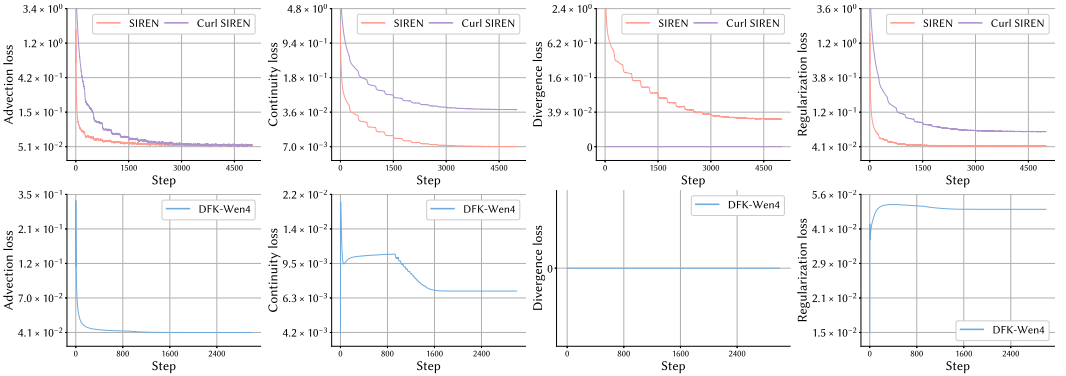 Advection loss
3.4 × 10⁰
1.2 × 10⁰
4.2 × 10⁻¹
1.5 × 10⁻¹
5.1 × 10⁻²
SIREN Curl SIREN
0 1500 3000 4500
Step
Continuity loss
4.8 × 10⁰
9.4 × 10⁻¹
1.8 × 10⁻¹
3.6 × 10⁻²
7.0 × 10⁻³
SIREN Curl SIREN
0 1500 3000 4500
Step
Divergence loss
2.4 × 10⁰
6.2 × 10⁻¹
1.6 × 10⁻¹
3.9 × 10⁻²
0
SIREN Curl SIREN
0 1500 3000 4500
Step
Regularization loss
3.6 × 10⁰
1.2 × 10⁰
3.8 × 10⁻¹
1.2 × 10⁻¹
4.1 × 10⁻²
SIREN Curl SIREN
0 1500 3000 4500
Step
Advection loss
3.5 × 10⁻¹
2.1 × 10⁻¹
1.2 × 10⁻¹
7.0 × 10⁻²
4.1 × 10⁻²
DFK-Wen4
0 800 1600 2400
Step
Continuity loss
2.2 × 10⁻²
1.4 × 10⁻²
9.5 × 10⁻³
6.3 × 10⁻³
4.2 × 10⁻³
DFK-Wen4
0 800 1600 2400
Step
Divergence loss
0
DFK-Wen4
0 800 1600 2400
Step
Regularization loss
5.6 × 10⁻²
4.1 × 10⁻²
2.9 × 10⁻²
2.1 × 10⁻²
1.5 × 10⁻²
DFK-Wen4
0 800 1600 2400
Step